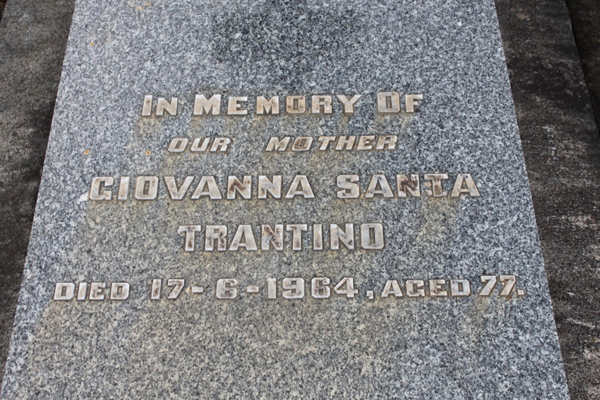 IN MEMORY OF
OUR MOTHER
GIOVANNA SANTA
TRANTINO
DIED 17-6-1964, AGED 77.